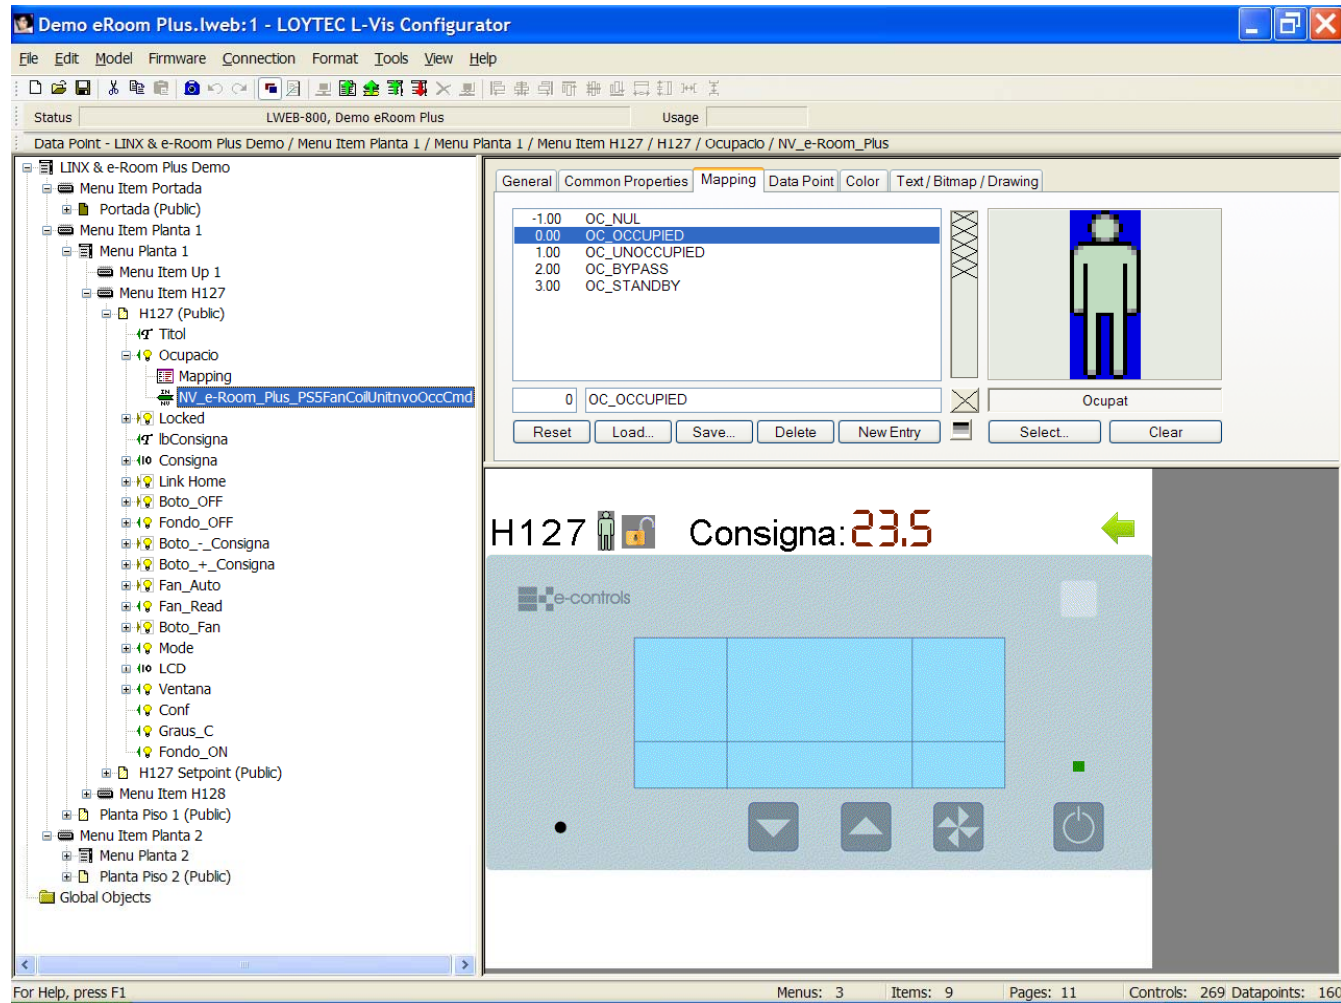 Demo eRoom Plus.lweb:1 - LOYTEC L-Vis Configurator
File Edit Model Firmware Connection Format Tools View Help
Status LWEB-800, Demo eRoom Plus Usage
Data Point - LINX & e-Room Plus Demo / Menu Item Planta 1 / Menu Planta 1 / Menu Item H127 / H127 / Ocupacio / NV_e-Room_Plus
LINX & e-Room Plus Demo
Menu Item Portada
Portada (Public)
Menu Item Planta 1
Menu Planta 1
Menu Item Up 1
Menu Item H127
H127 (Public)
Titol
Ocupacio
Mapping
NV_e-Room_Plus_PS5FanCoilUnitnvoOccCmd
Locked
lbConsigna
Consigna
Link Home
Boto_OFF
Fondo_OFF
Boto_-_Consigna
Boto_+_Consigna
Fan_Auto
Fan_Read
Boto_Fan
Mode
LCD
Ventana
Conf
Graus_C
Fondo_ON
H127 Setpoint (Public)
Menu Item H128
Planta Piso 1 (Public)
Menu Item Planta 2
Menu Planta 2
Planta Piso 2 (Public)
Global Objects
General Common Properties Mapping Data Point Color Text / Bitmap / Drawing
-1.00 OC_NUL
0.00 OC_OCCUPIED
1.00 OC_UNOCCUPIED
2.00 OC_BYPASS
3.00 OC_STANDBY
0 OC_OCCUPIED
Ocupat
Reset Load... Save... Delete New Entry Select... Clear
H127 Consigna: 23.5
e-controls
For Help, press F1 Menus: 3 Items: 9 Pages: 11 Controls: 269 Datapoints: 160